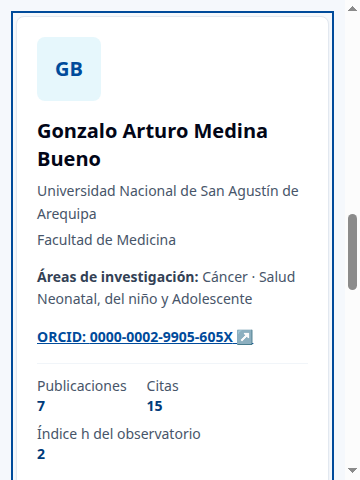 GB
Gonzalo Arturo Medina
Bueno
Universidad Nacional de San Agustín de
Arequipa
Facultad de Medicina
Áreas de investigación: Cáncer · Salud
Neonatal, del niño y Adolescente
ORCID: 0000-0002-9905-605X ↗
Publicaciones Citas
7 15
Índice h del observatorio
2